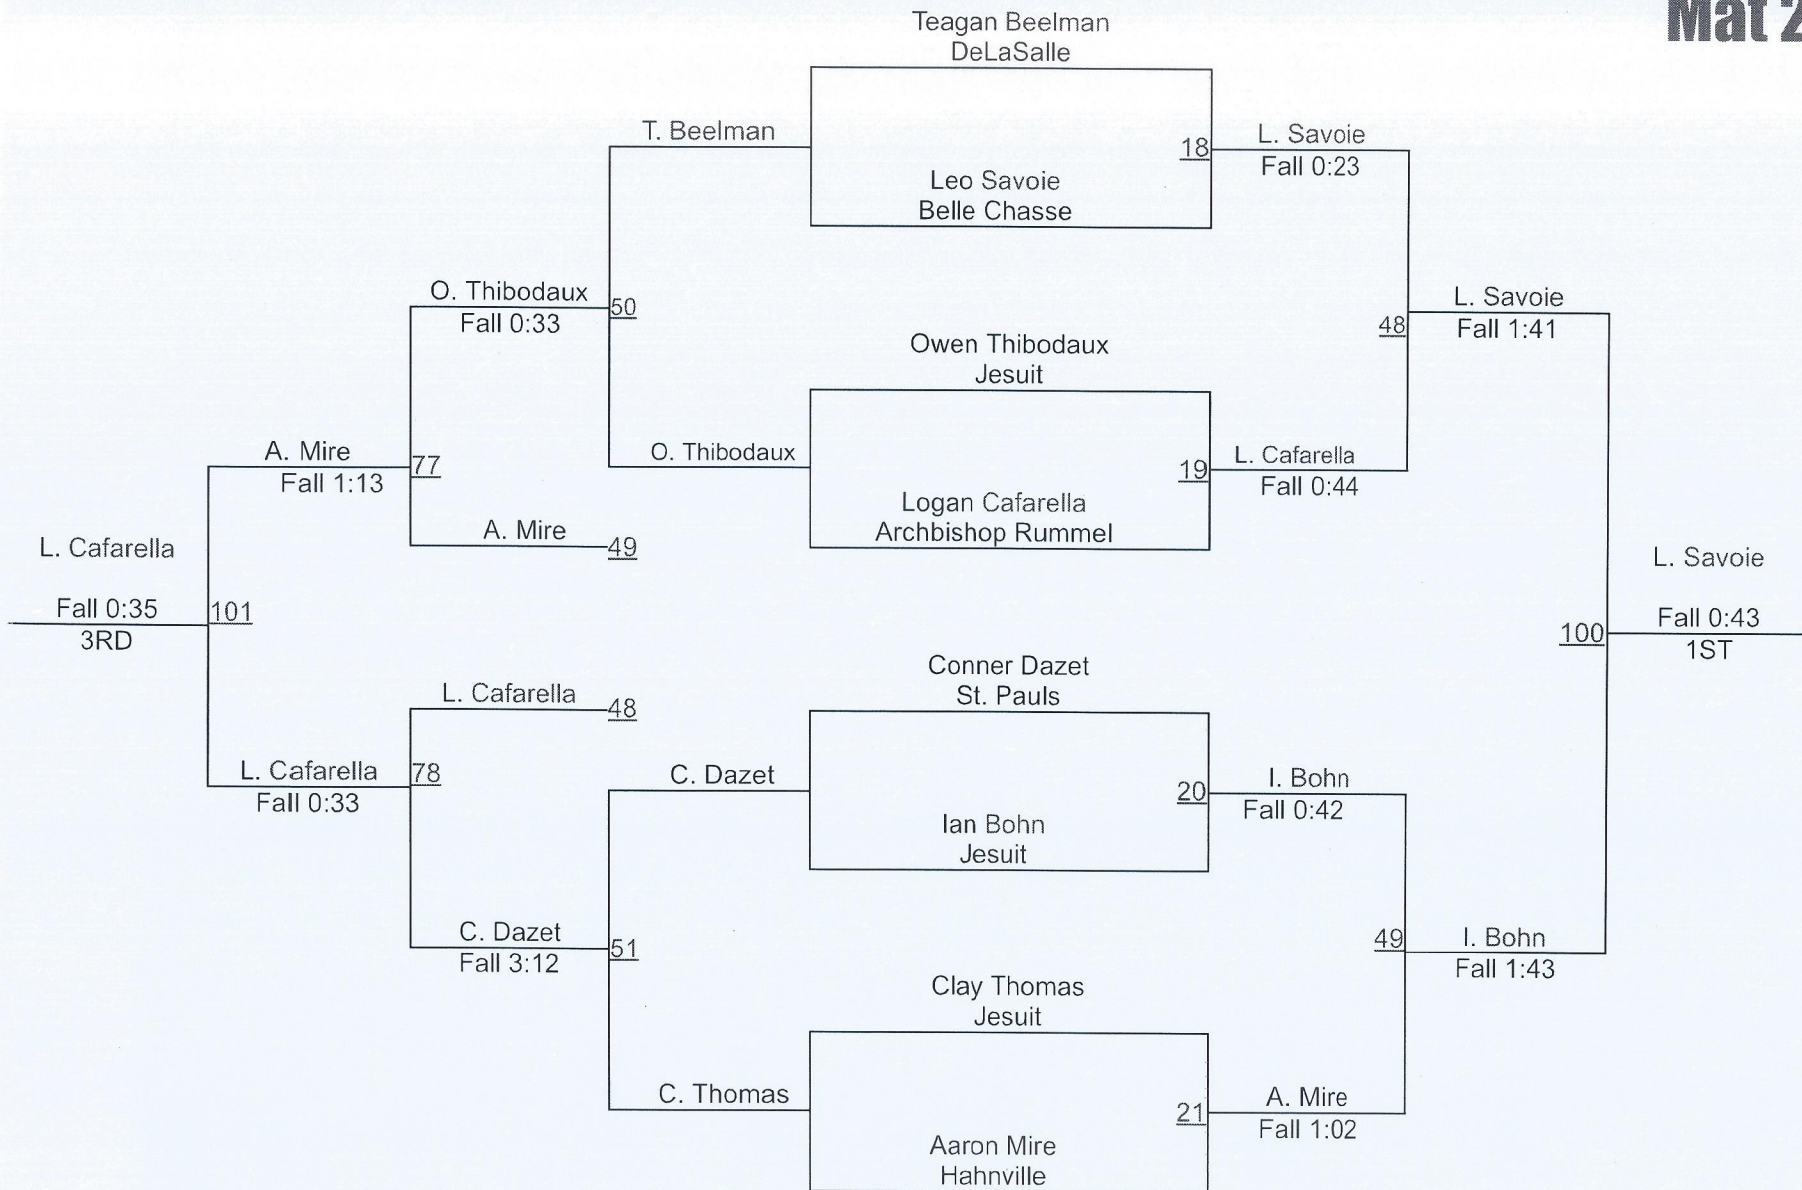 Mat 2
Teagan Beelman
DeLaSalle
T. Beelman
18
L. Savoie
Fall 0:23
Leo Savoie
Belle Chasse
O. Thibodaux
Fall 0:33
50
L. Savoie
Fall 1:41
48
Owen Thibodaux
Jesuit
A. Mire
Fall 1:13
77
O. Thibodaux
19
L. Cafarella
Fall 0:44
Logan Cafarella
Archbishop Rummel
A. Mire
49
L. Cafarella
Fall 0:35
3RD
101
L. Savoie
Fall 0:43
1ST
100
Conner Dazet
St. Pauls
L. Cafarella
48
L. Cafarella
Fall 0:33
78
C. Dazet
20
I. Bohn
Fall 0:42
Ian Bohn
Jesuit
C. Dazet
Fall 3:12
51
49
I. Bohn
Fall 1:43
Clay Thomas
Jesuit
C. Thomas
21
A. Mire
Fall 1:02
Aaron Mire
Hahnville